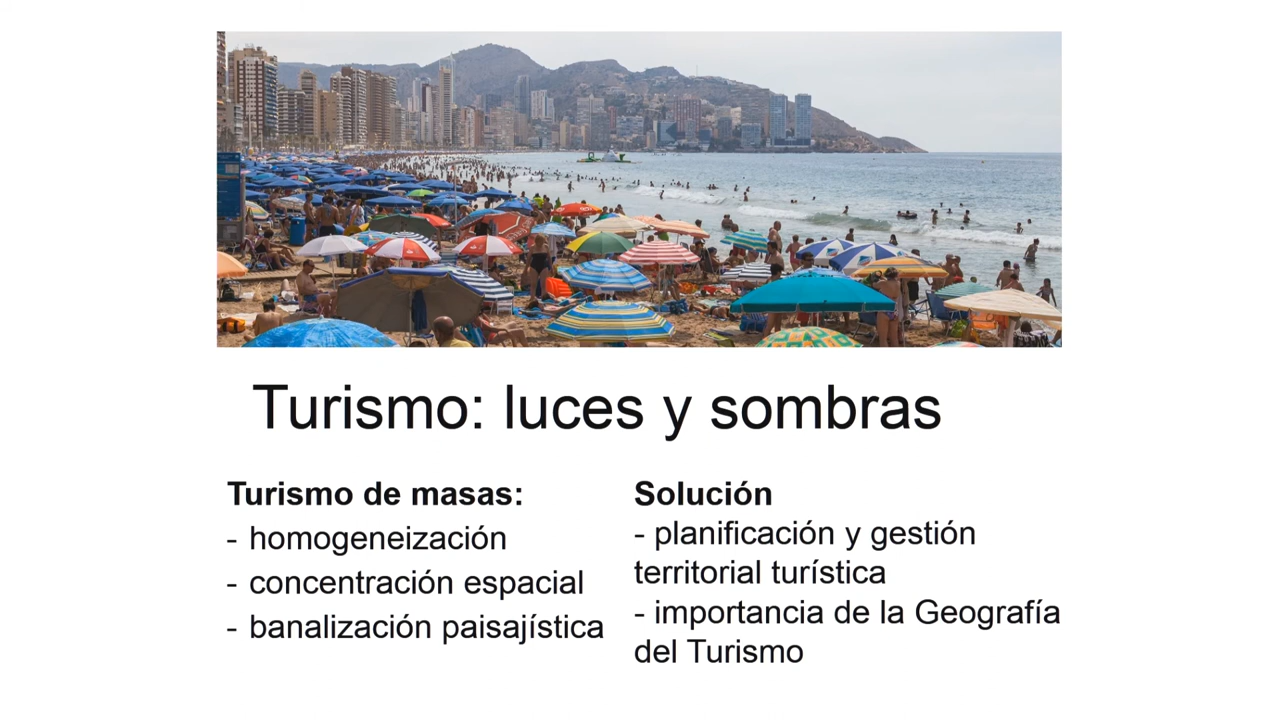 Turismo: luces y sombras
Turismo de masas:
- homogeneización
- concentración espacial
- banalización paisajística
Solución
- planificación y gestión
territorial turística
- importancia de la Geografía
del Turismo